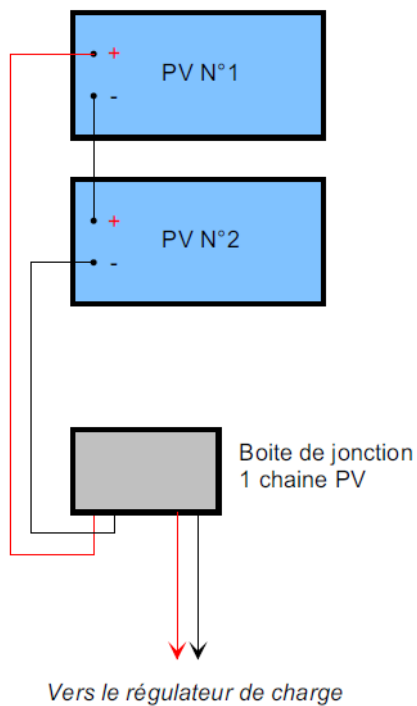 +
PV N°1
-
+
PV N°2
-
Boite de jonction
1 chaine PV
Vers le régulateur de charge